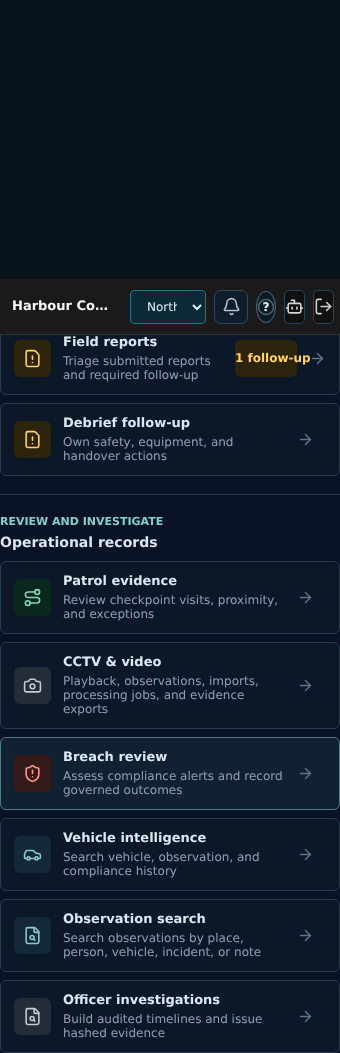 Harbour Co...
North
?
Field reports
Triage submitted reports
and required follow-up
1 follow-up
Debrief follow-up
Own safety, equipment, and
handover actions
REVIEW AND INVESTIGATE
Operational records
Patrol evidence
Review checkpoint visits, proximity,
and exceptions
CCTV & video
Playback, observations, imports,
processing jobs, and evidence
exports
Breach review
Assess compliance alerts and record
governed outcomes
Vehicle intelligence
Search vehicle, observation, and
compliance history
Observation search
Search observations by place,
person, vehicle, incident, or note
Officer investigations
Build audited timelines and issue
hashed evidence